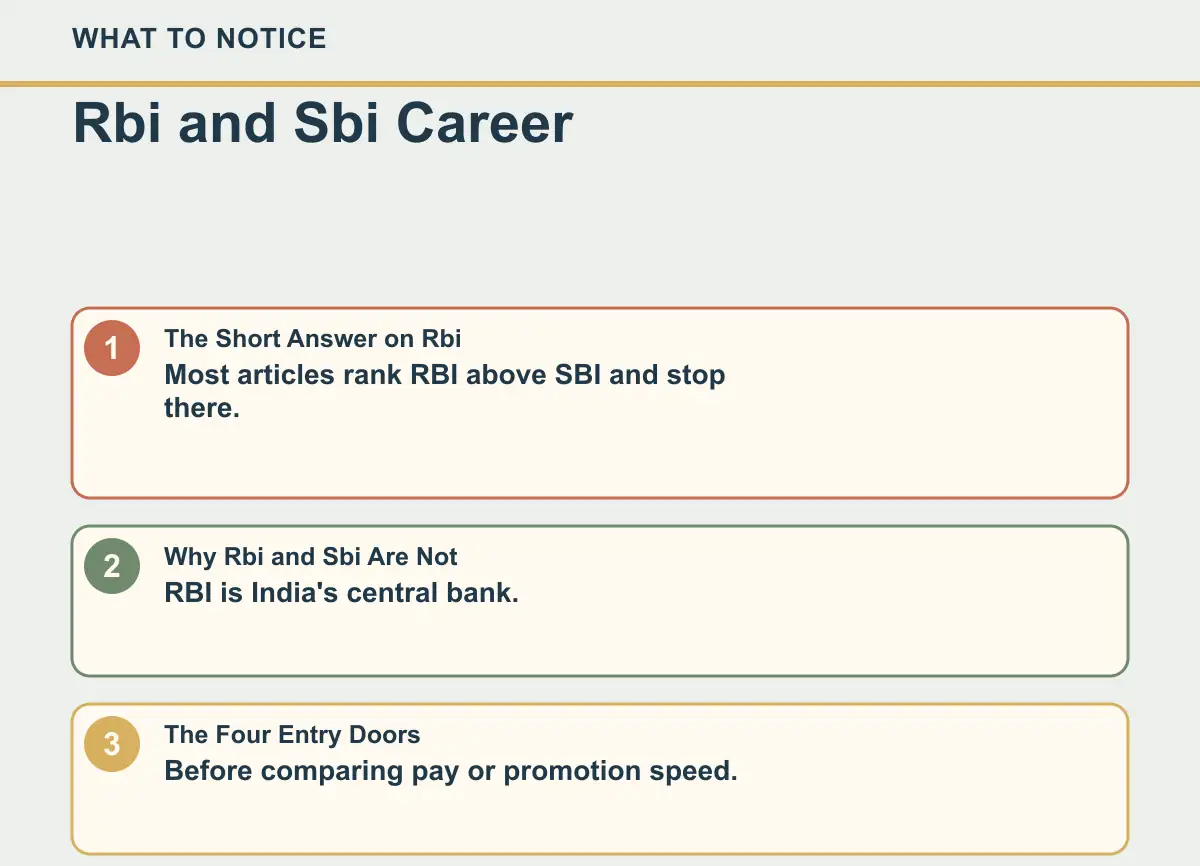 WHAT TO NOTICE
Rbi and Sbi Career
1
The Short Answer on Rbi
Most articles rank RBI above SBI and stop
there.
2
Why Rbi and Sbi Are Not
RBI is India's central bank.
3
The Four Entry Doors
Before comparing pay or promotion speed.